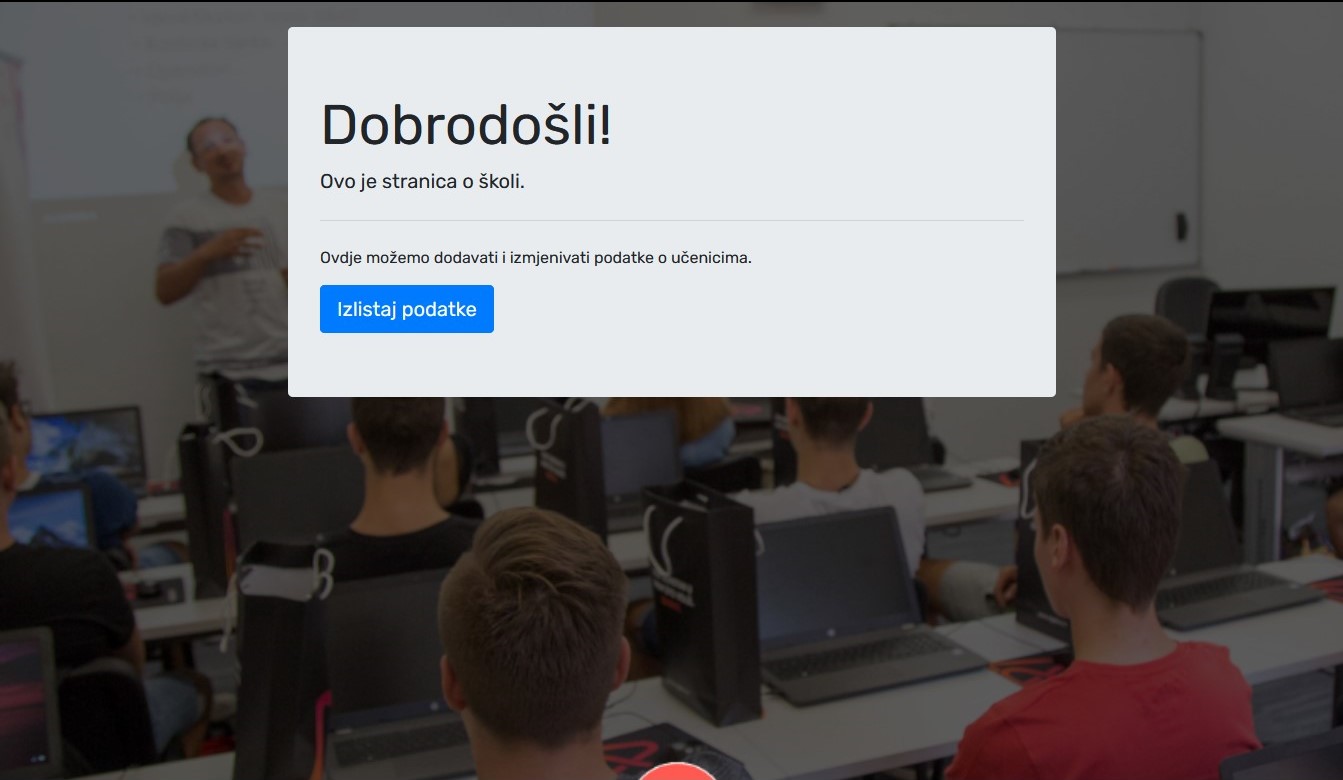 Dobrodošli!
Ovo je stranica o školi.
Ovdje možemo dodavati i izmjenivati podatke o učenicima.
Izlistaj podatke